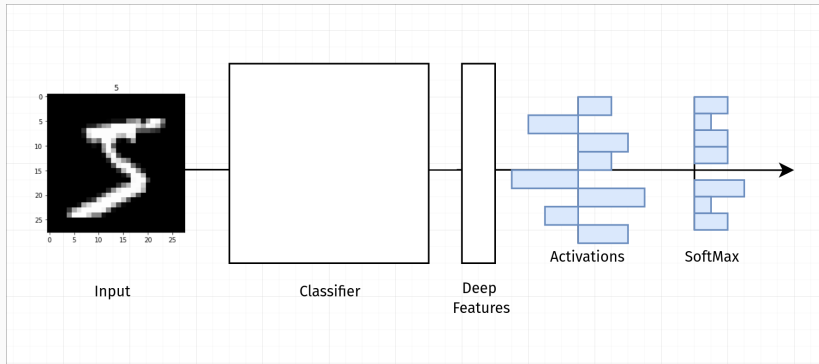 5
0
5
10
15
20
25
0 5 10 15 20 25
Input
Classifier
Deep
Features
Activations
SoftMax